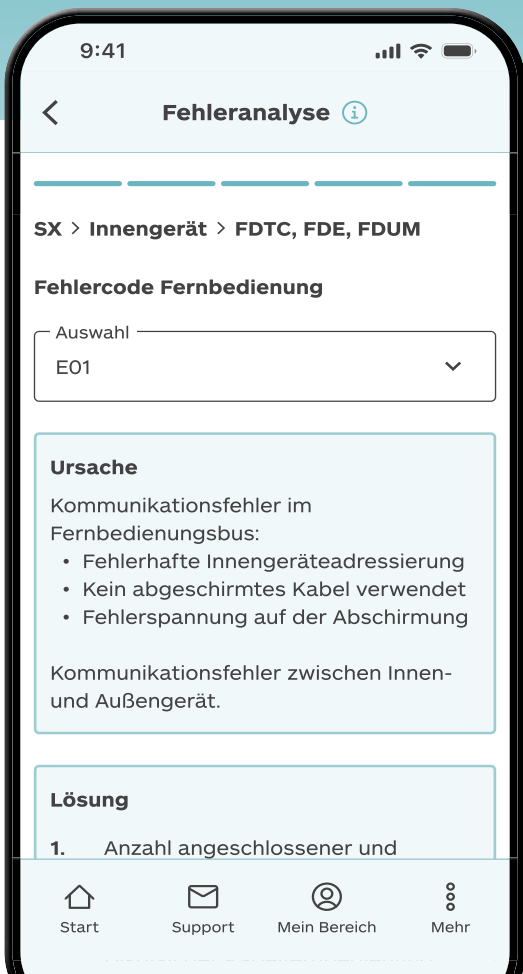 9:41
Fehleranalyse
SX > Innengerät > FDTC, FDE, FDUM
Fehlercode Fernbedienung
Auswahl
E01
Ursache
Kommunikationsfehler im
Fernbedienungsbus:
• Fehlerhafte Innengeräteadressierung
• Kein abgeschirmtes Kabel verwendet
• Fehlerspannung auf der Abschirmung
Kommunikationsfehler zwischen Innen-
und Außengerät.
Lösung
1. Anzahl angeschlossener und
Start Support Mein Bereich Mehr